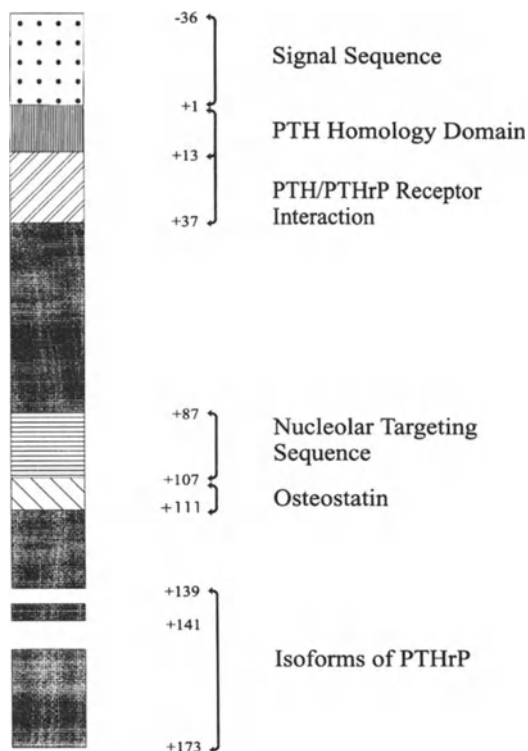 -36
Signal Sequence
+1
PTH Homology Domain
+13
PTH/PTHrP Receptor
Interaction
+37
+87
Nucleolar Targeting
Sequence
+107
Osteostatin
+111
+139
+141
Isoforms of PTHrP
+173